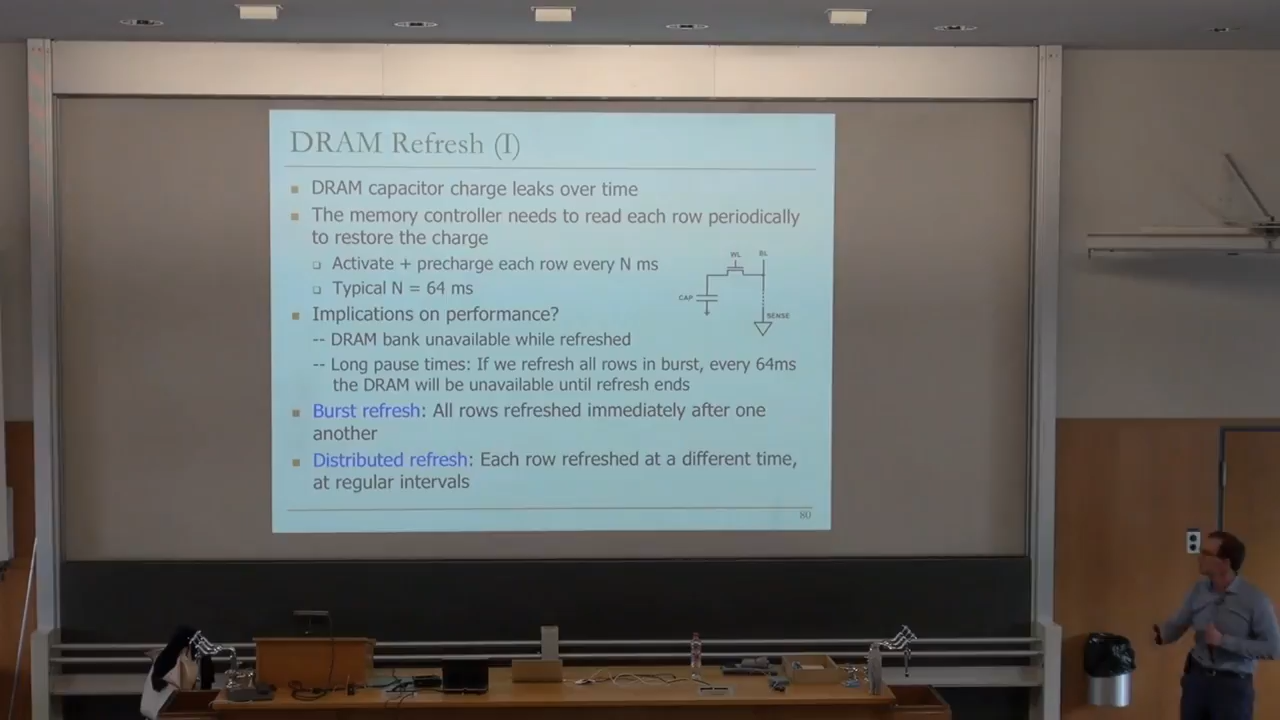 DRAM Refresh (I)
DRAM capacitor charge leaks over time
The memory controller needs to read each row periodically
to restore the charge
Activate + precharge each row every N ms
Typical N = 64 ms
WL BL
CAP
SENSE
Implications on performance?
-- DRAM bank unavailable while refreshed
-- Long pause times: If we refresh all rows in burst, every 64ms
the DRAM will be unavailable until refresh ends
Burst refresh: All rows refreshed immediately after one
another
Distributed refresh: Each row refreshed at a different time,
at regular intervals
80